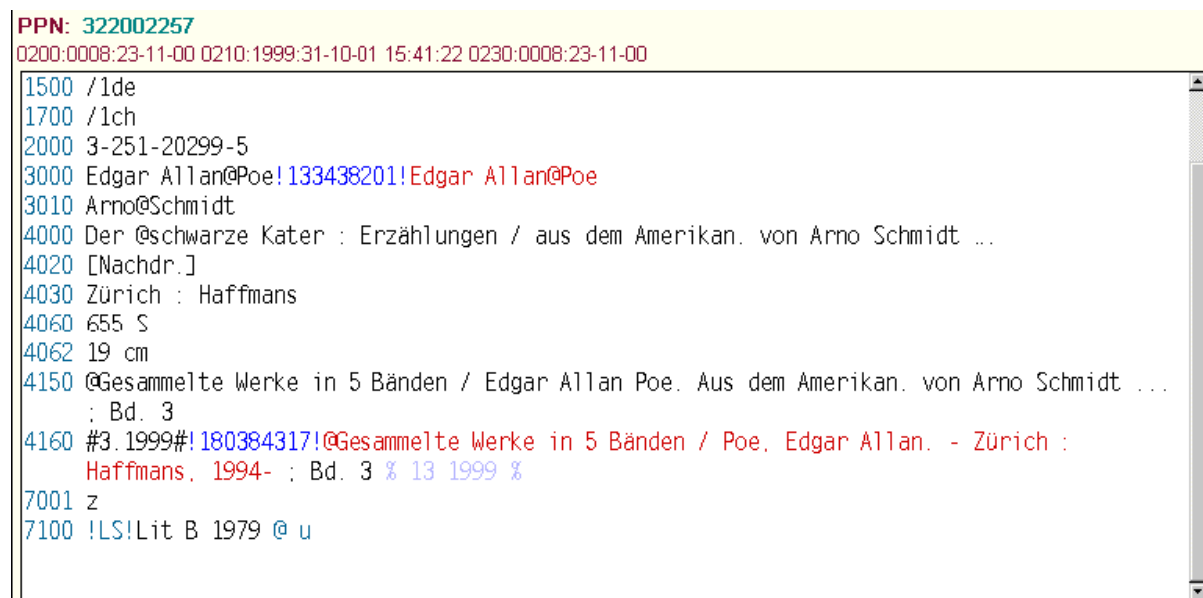 PPN: 322002257
0200:0008:23-11-00 0210:1999:31-10-01 15:41:22 0230:0008:23-11-00
1500 /1de
1700 /1ch
2000 3-251-20299-5
3000 Edgar Allan@Poe!133438201!Edgar Allan@Poe
3010 Arno@Schmidt
4000 Der @schwarze Kater : Erzählungen / aus dem Amerikan. von Arno Schmidt ...
4020 [Nachdr.]
4030 Zürich : Haffmans
4060 655 S
4062 19 cm
4150 @Gesammelte Werke in 5 Bänden / Edgar Allan Poe. Aus dem Amerikan. von Arno Schmidt ...
; Bd. 3
4160 #3.1999#!180384317!@Gesammelte Werke in 5 Bänden / Poe, Edgar Allan. - Zürich :
Haffmans, 1994- ; Bd. 3 % 13 1999 %
7001 z
7100 !LS!Lit B 1979 @ u